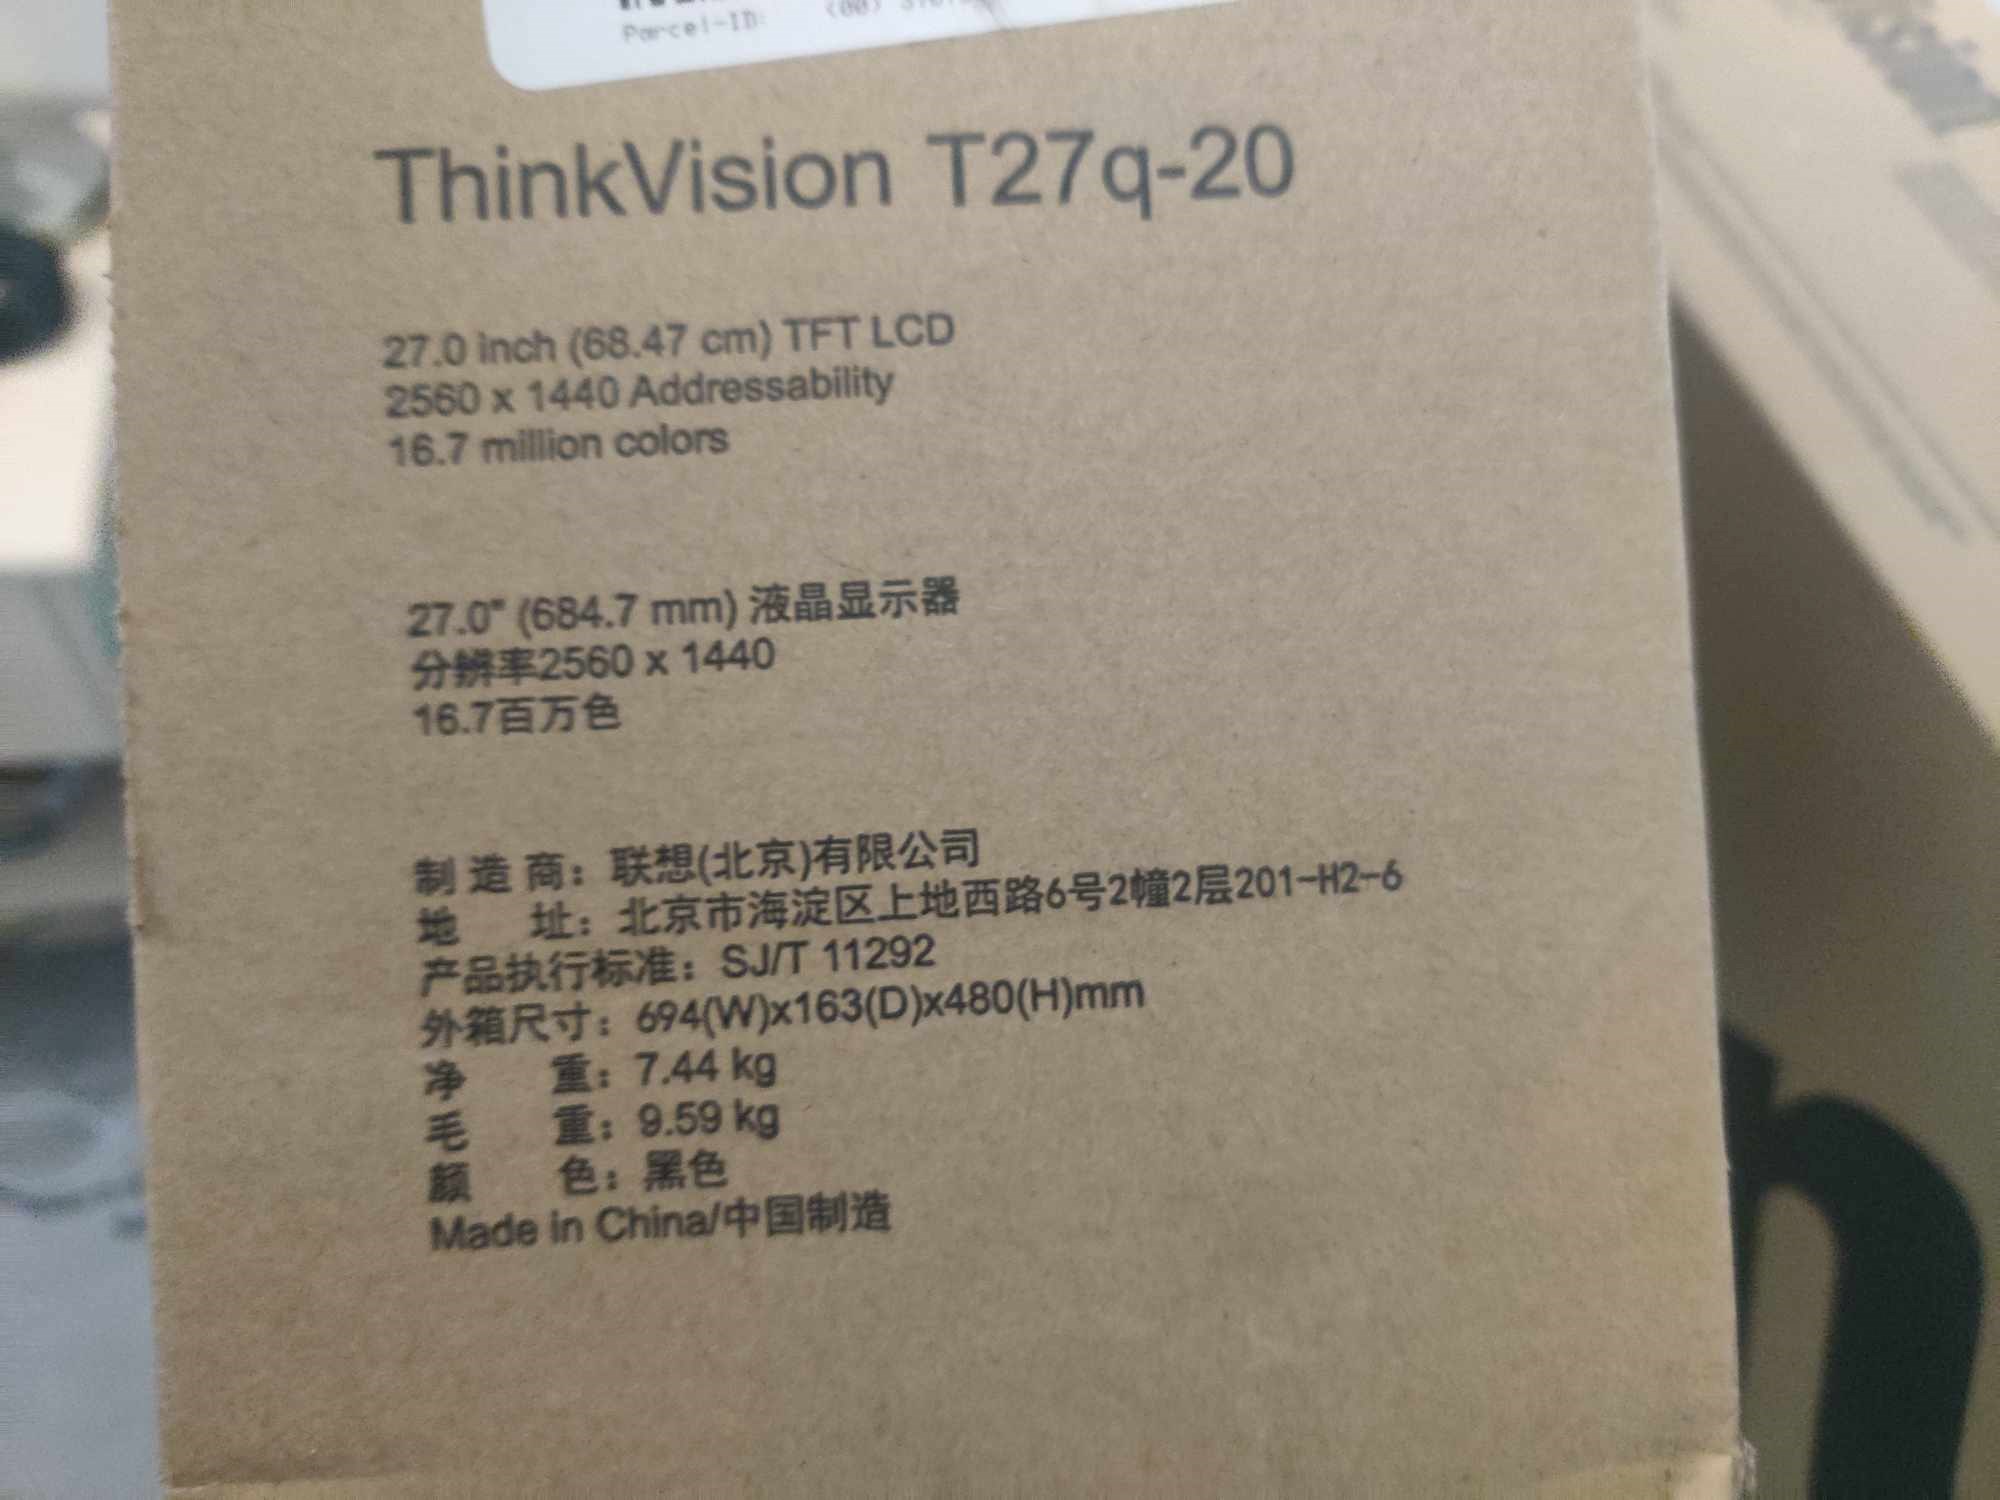 Parcel-ID: (00)
ThinkVision T27q-20
27.0 inch (68.47 cm) TFT LCD
2560 x 1440 Addressability
16.7 million colors
27.0" (684.7 mm) 液晶显示器
分辨率2560 x 1440
16.7百万色
制 造 商：联想(北京)有限公司
地 址：北京市海淀区上地西路6号2幢2层201-H2-6
产品执行标准：SJ/T 11292
外箱尺寸：694(W)x163(D)x480(H)mm
净 重：7.44 kg
毛 重：9.59 kg
颜 色：黑色
Made in China/中国制造